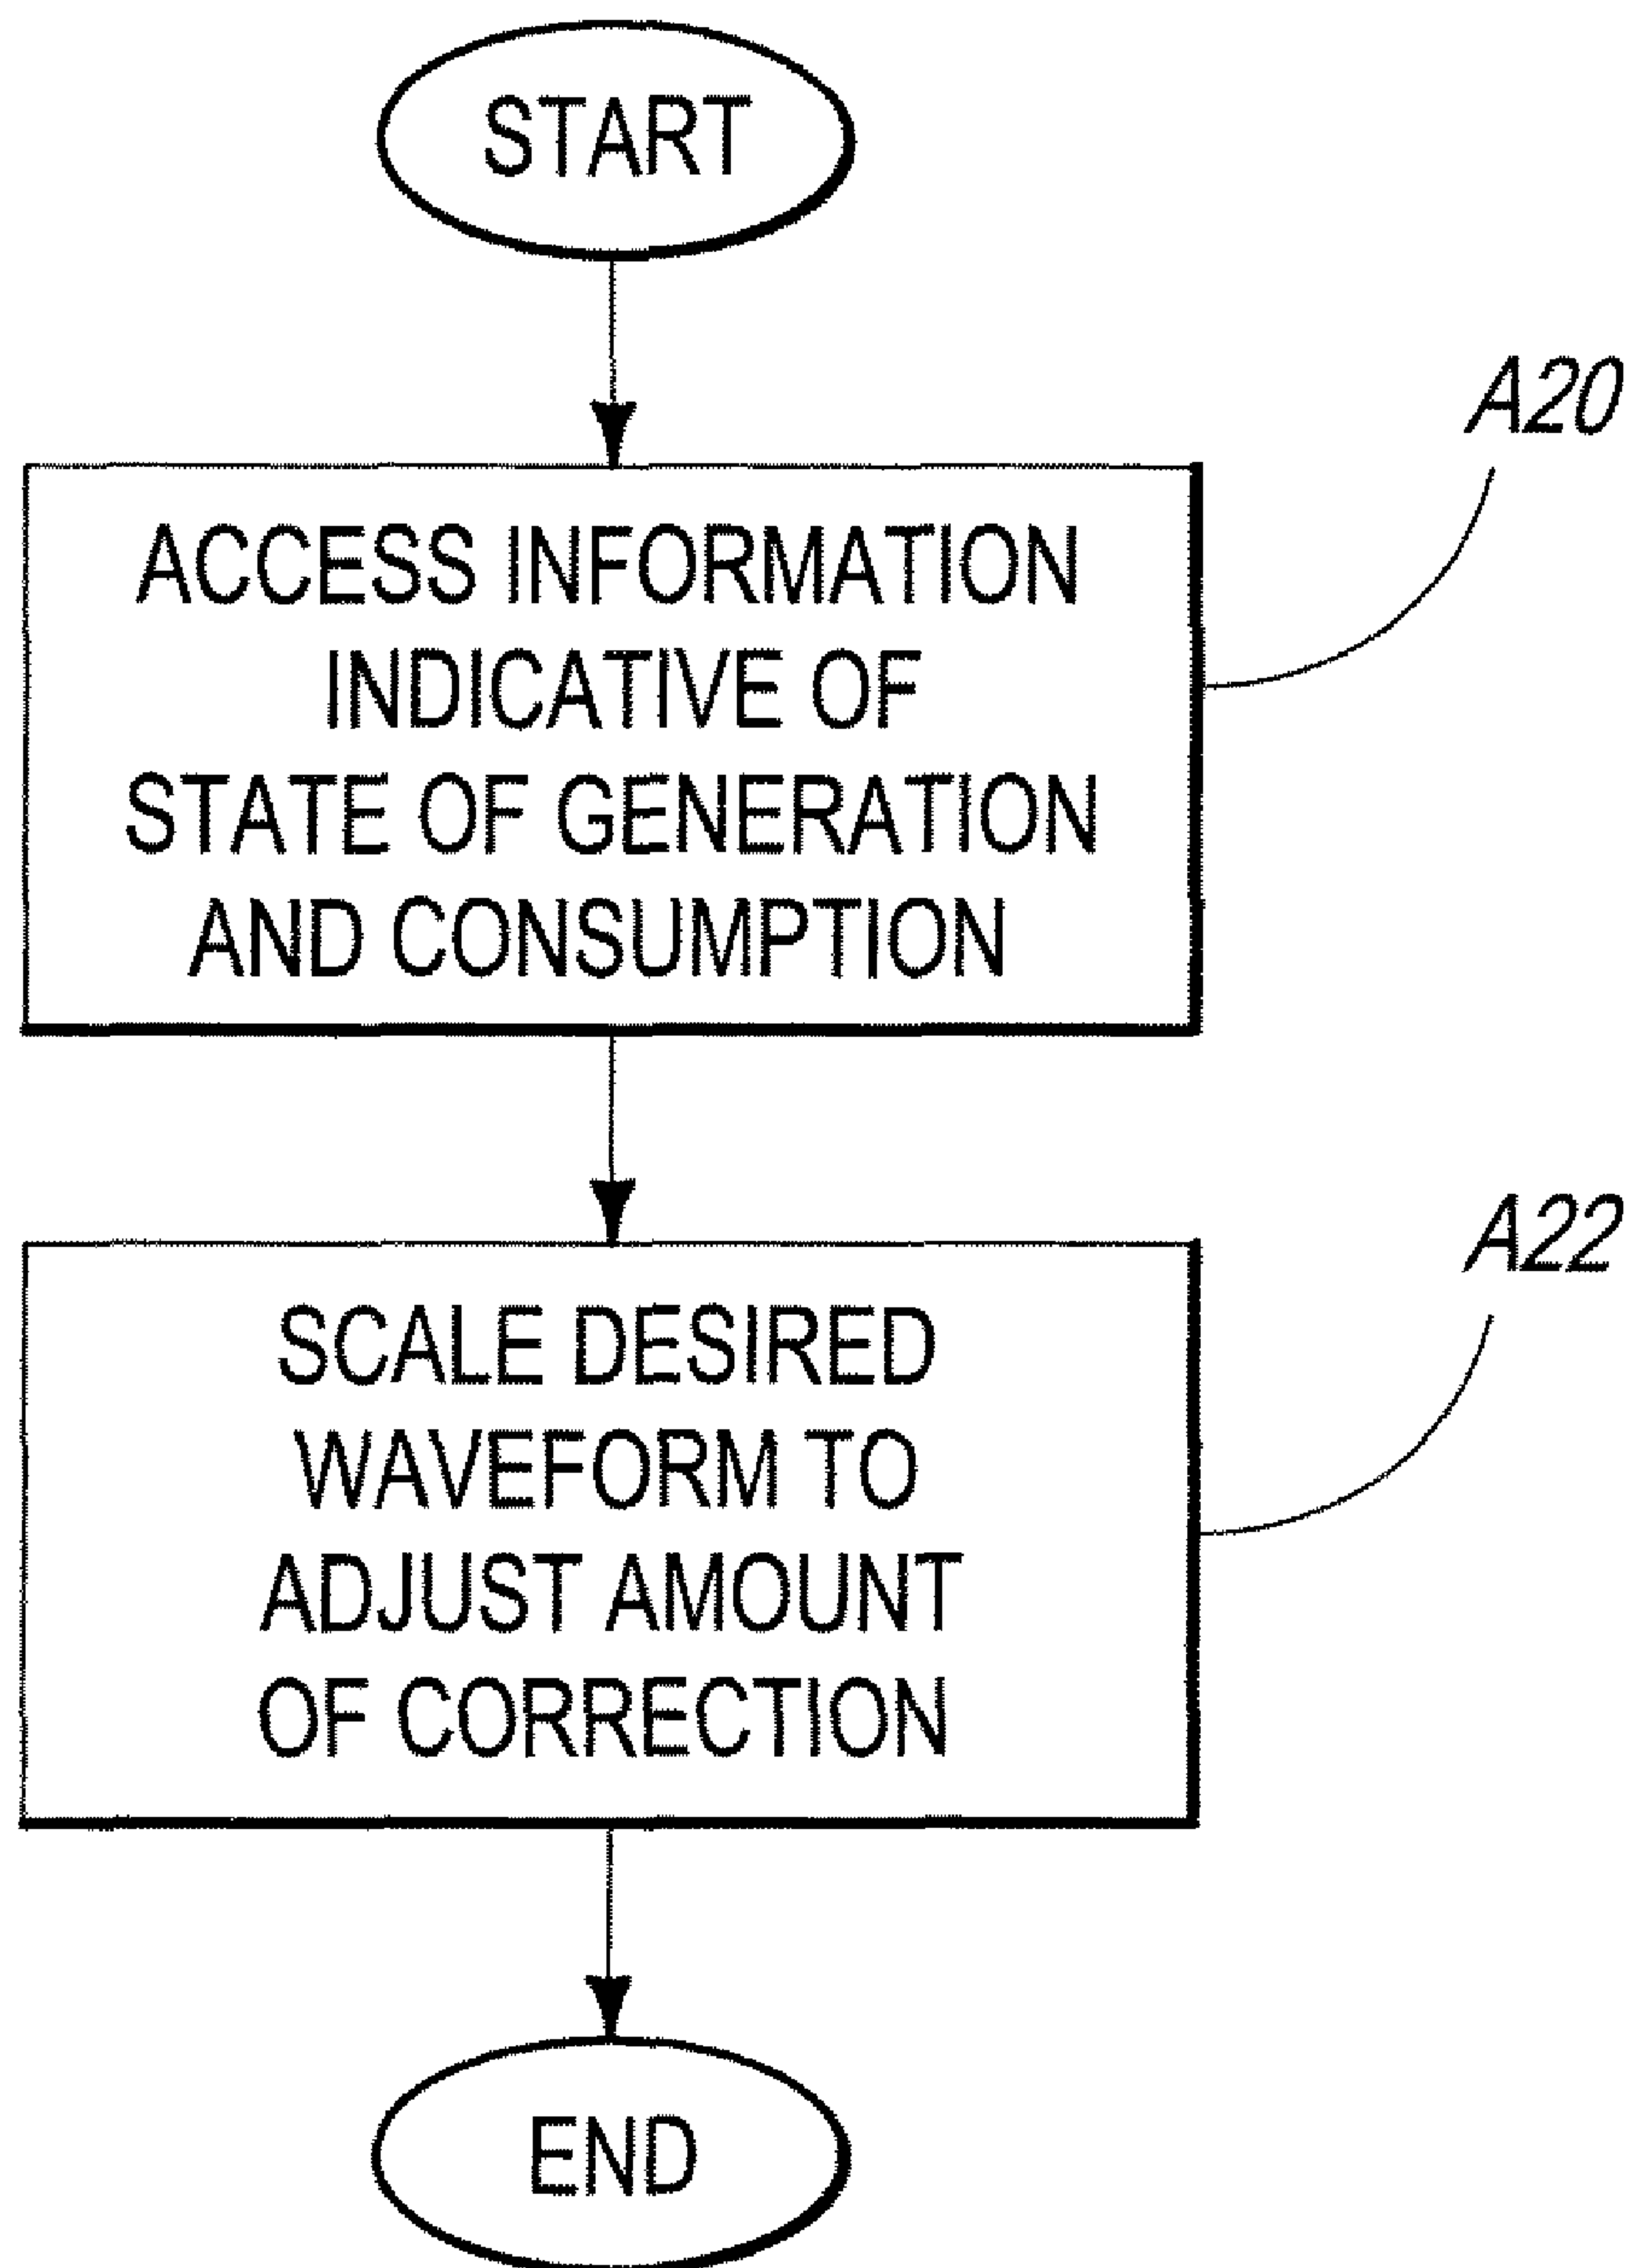 START
A20
ACCESS INFORMATION
INDICATIVE OF
STATE OF GENERATION
AND CONSUMPTION
A22
SCALE DESIRED
WAVEFORM TO
ADJUST AMOUNT
OF CORRECTION
END